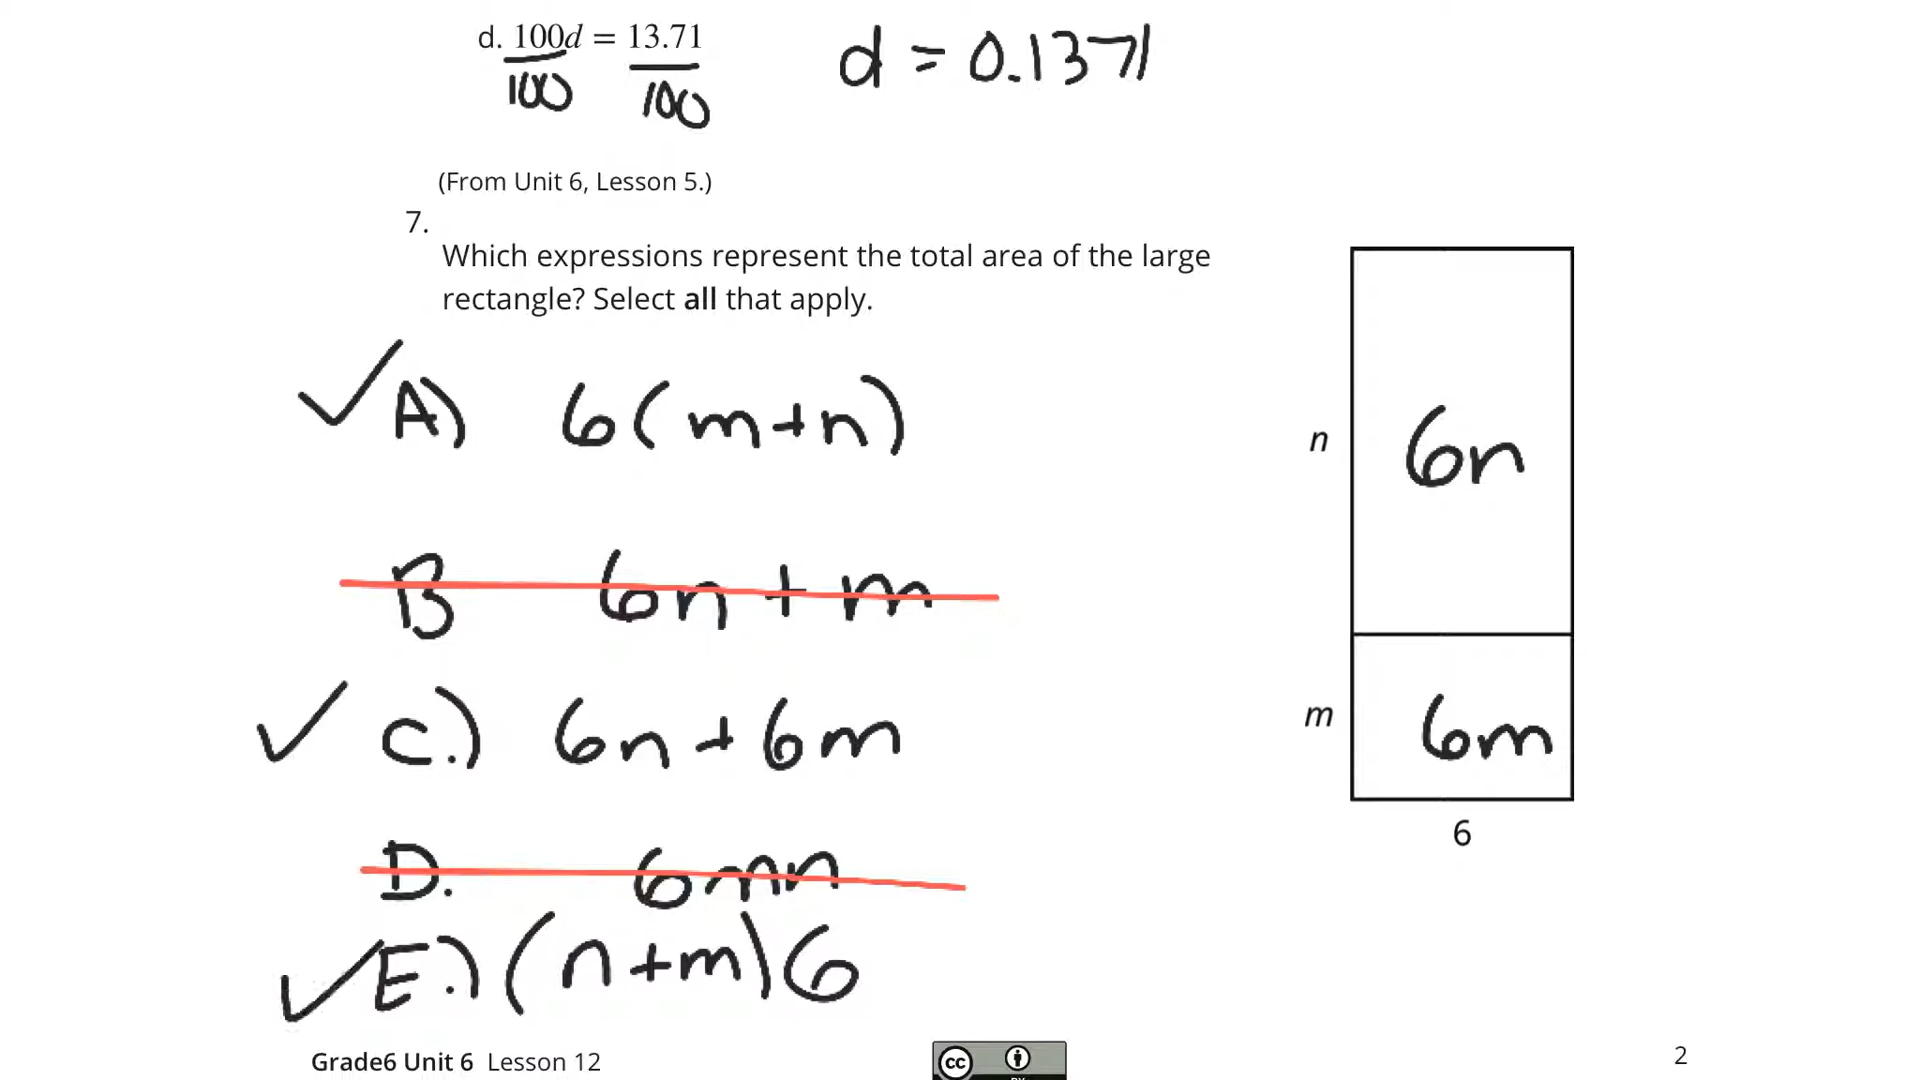 d. 100d = 13.71 d = 0.1371
100 100
(From Unit 6, Lesson 5.)
7.
Which expressions represent the total area of the large
rectangle? Select all that apply.
✓ A) 6(m+n)
B 6n + m
✓ C.) 6n + 6m
D. 6mn
✓ E.) (n+m)6
n 6n
m 6m
6
Grade6 Unit 6 Lesson 12
cc
2